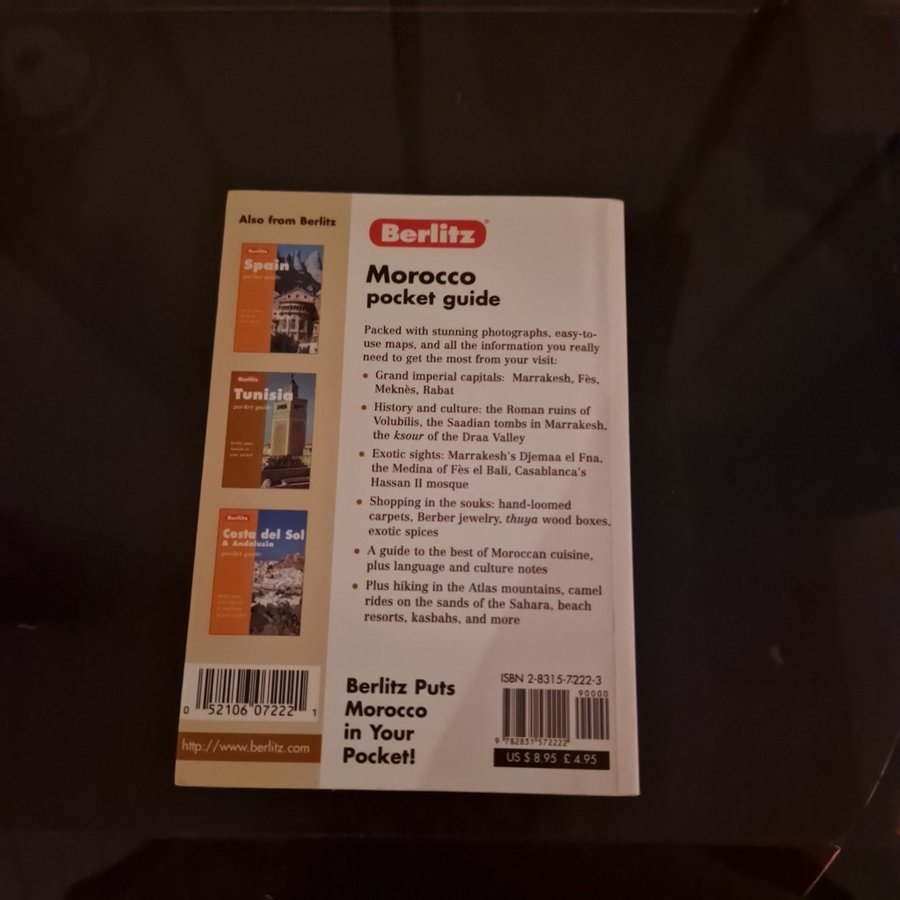 Also from Berlitz
Berlitz
Spain
pocket guide
Berlitz
Tunisia
pocket guide
Berlitz
Costa del Sol
& Andalusia
pocket guide
0 52106 07222 1
http://www.berlitz.com
Berlitz®
Morocco
pocket guide
Packed with stunning photographs, easy-to-
use maps, and all the information you really
need to get the most from your visit:
• Grand imperial capitals: Marrakesh, Fès,
Meknès, Rabat
• History and culture: the Roman ruins of
Volubilis, the Saadian tombs in Marrakesh,
the ksour of the Draa Valley
• Exotic sights: Marrakesh's Djemaa el Fna,
the Medina of Fès el Bali, Casablanca's
Hassan II mosque
• Shopping in the souks: hand-loomed
carpets, Berber jewelry, thuya wood boxes,
exotic spices
• A guide to the best of Moroccan cuisine,
plus language and culture notes
• Plus hiking in the Atlas mountains, camel
rides on the sands of the Sahara, beach
resorts, kasbahs, and more
Berlitz Puts
Morocco
in Your
Pocket!
ISBN 2-8315-7222-3
90000
9 782831 572222
US $ 8.95 £ 4.95